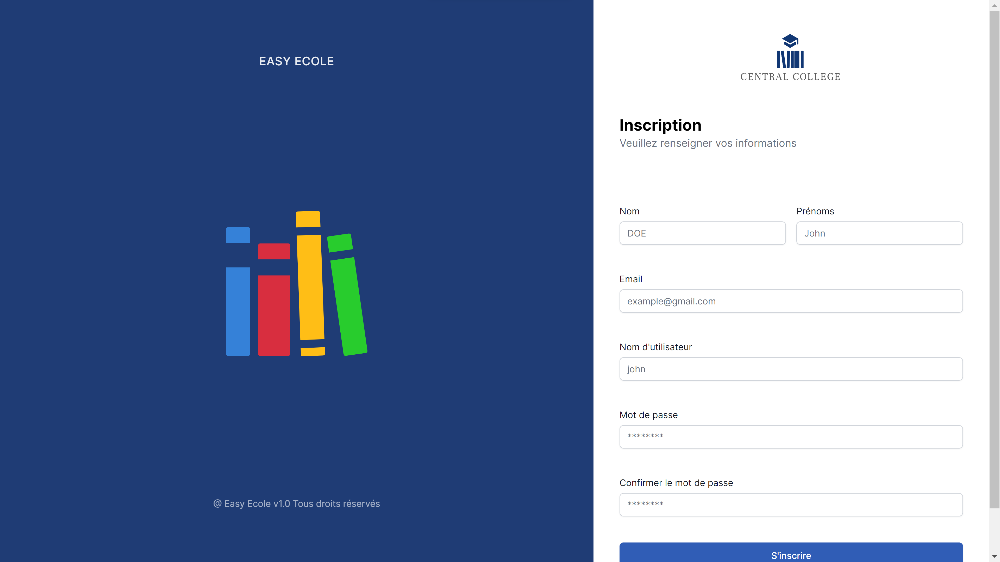 EASY ECOLE
@ Easy Ecole v1.0 Tous droits réservés
CENTRAL COLLEGE
Inscription
Veuillez renseigner vos informations
Nom
DOE
Prénoms
John
Email
example@gmail.com
Nom d'utilisateur
john
Mot de passe
********
Confirmer le mot de passe
********
S'inscrire